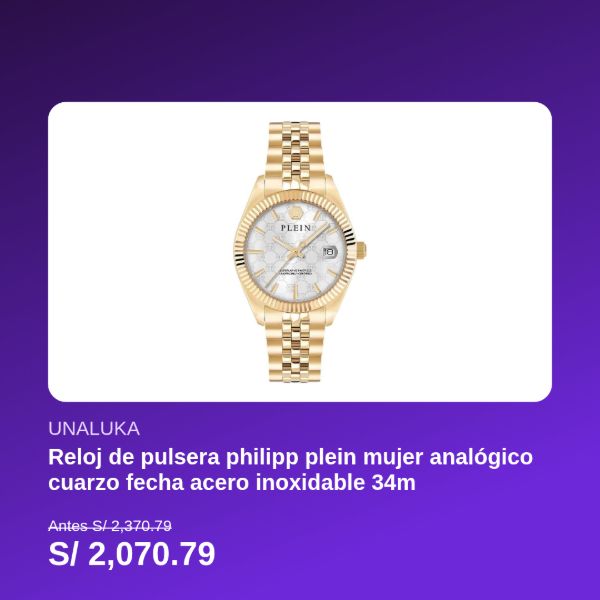 PLEIN
UNALUKA
Reloj de pulsera philipp plein mujer analógico
cuarzo fecha acero inoxidable 34m
Antes S/ 2,370.79
S/ 2,070.79